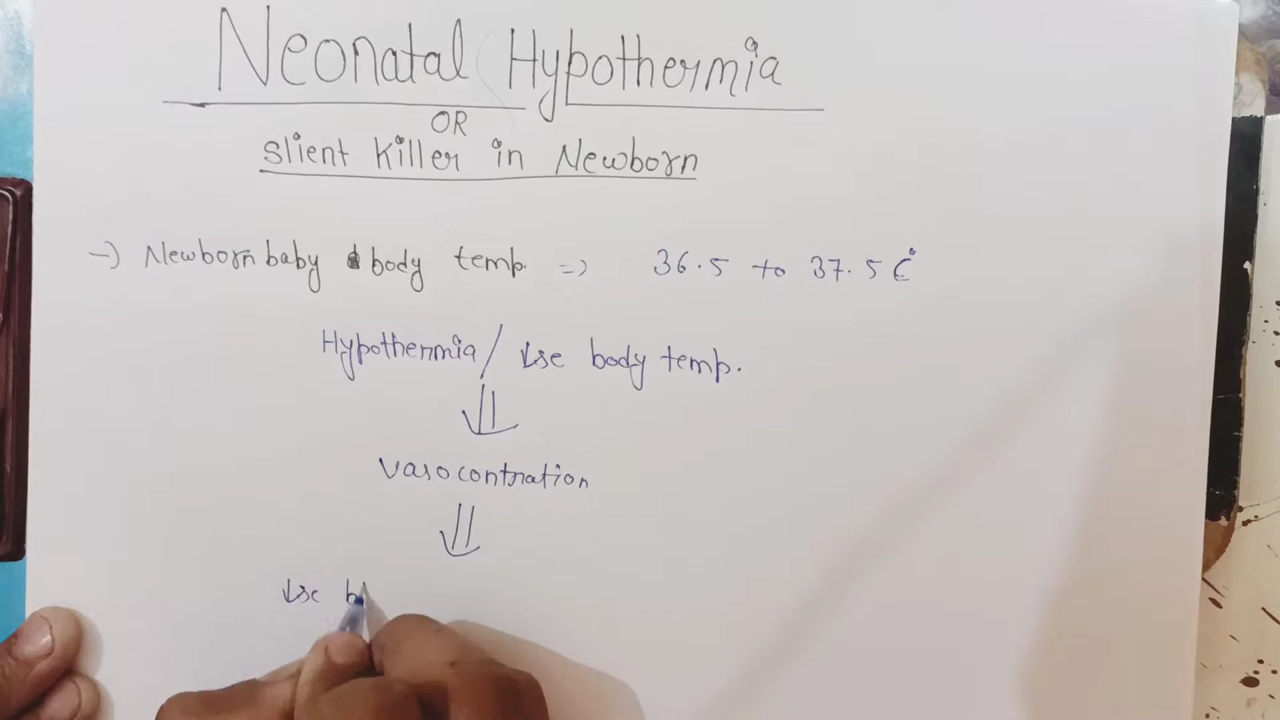 Neonatal Hypothermia
OR
Slient Killer in Newborn
→ Newborn baby body temp. => 36.5 to 37.5 C°
Hypothermia / ↓se body temp.
⇓
Vasocontration
⇓
↓se b